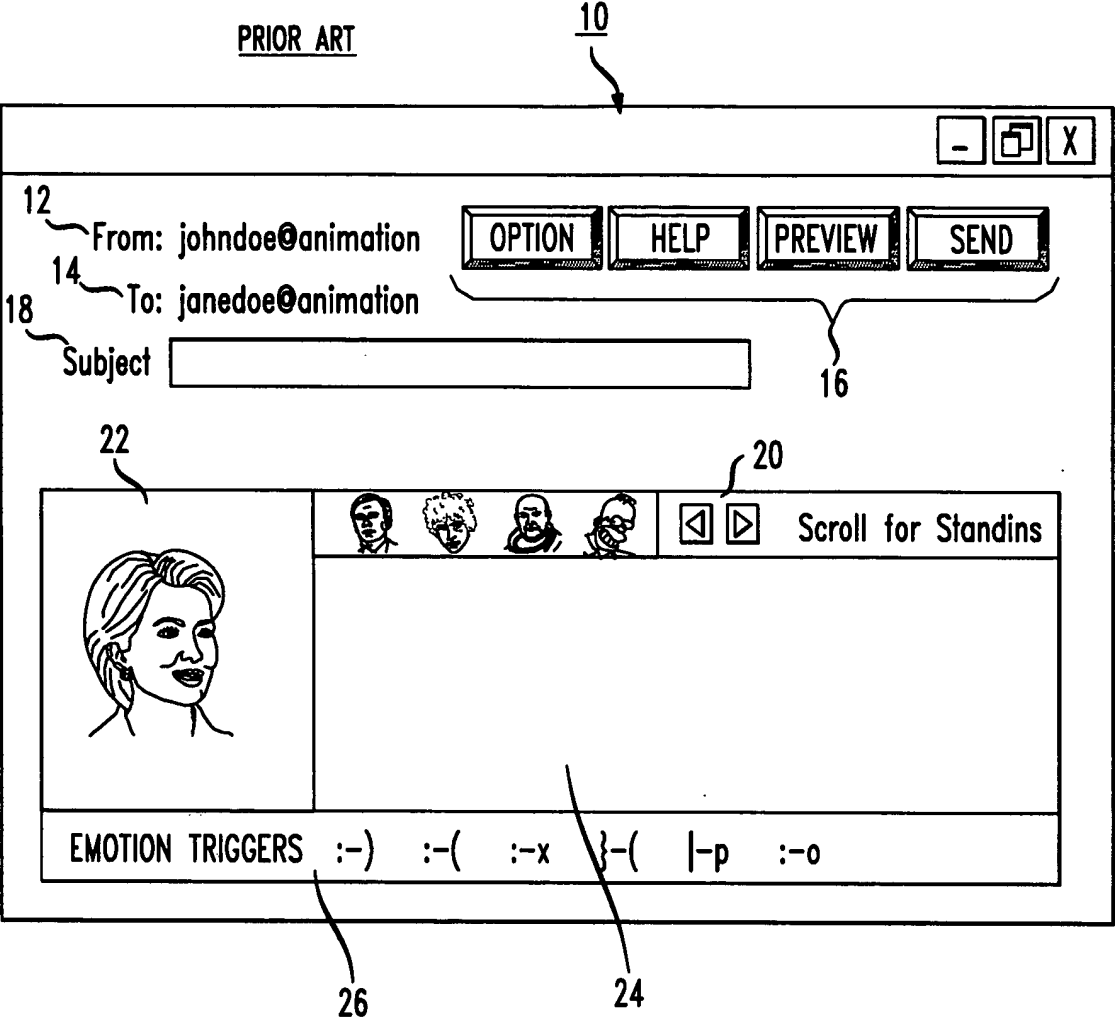 PRIOR ART
10
_ X
12
From: johndoe@animation
OPTION HELP PREVIEW SEND
14
To: janedoe@animation
18
Subject
16
22
20
Scroll for Standins
EMOTION TRIGGERS :-) :-( :-x }-( |-p :-o
26
24